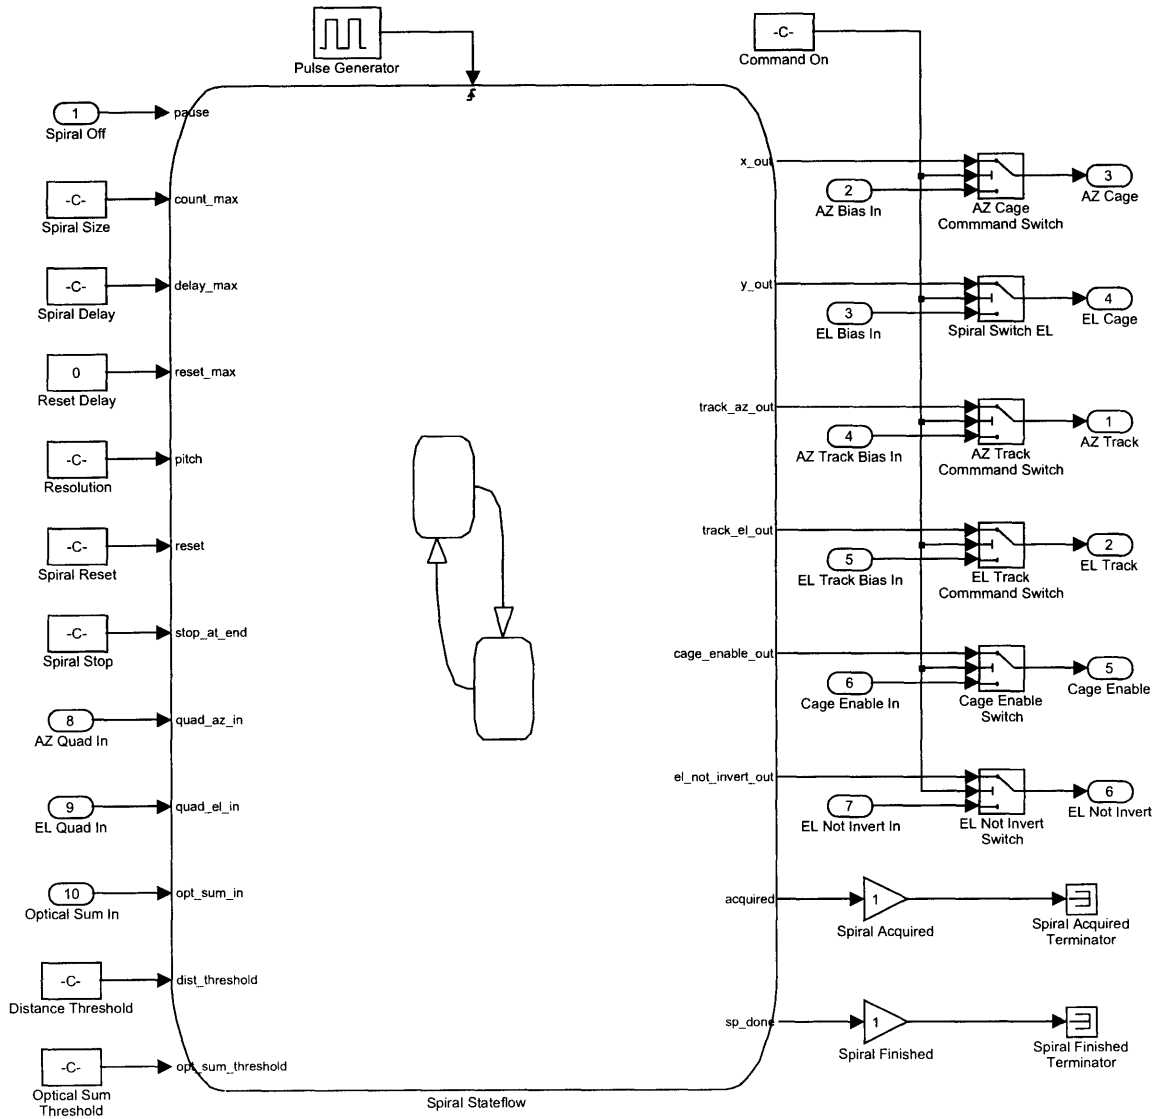 Pulse Generator
-C-
Command On
1
Spiral Off
pause
-C-
Spiral Size
count_max
-C-
Spiral Delay
delay_max
0
Reset Delay
reset_max
-C-
Resolution
pitch
-C-
Spiral Reset
reset
-C-
Spiral Stop
stop_at_end
8
AZ Quad In
quad_az_in
9
EL Quad In
quad_el_in
10
Optical Sum In
opt_sum_in
-C-
Distance Threshold
dist_threshold
-C-
Optical Sum
Threshold
opt_sum_threshold
x_out
2
AZ Bias In
AZ Cage
Commmand Switch
3
AZ Cage
y_out
3
EL Bias In
Spiral Switch EL
4
EL Cage
track_az_out
4
AZ Track Bias In
AZ Track
Commmand Switch
1
AZ Track
track_el_out
5
EL Track Bias In
EL Track
Commmand Switch
2
EL Track
cage_enable_out
6
Cage Enable In
Cage Enable
Switch
5
Cage Enable
el_not_invert_out
7
EL Not Invert In
EL Not Invert
Switch
6
EL Not Invert
acquired
1
Spiral Acquired
Spiral Acquired
Terminator
sp_done
1
Spiral Finished
Spiral Finished
Terminator
Spiral Stateflow